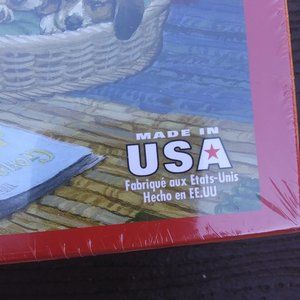 MADE IN
USA
Fabriqué aux Etats-Unis
Hecho en EE:UU